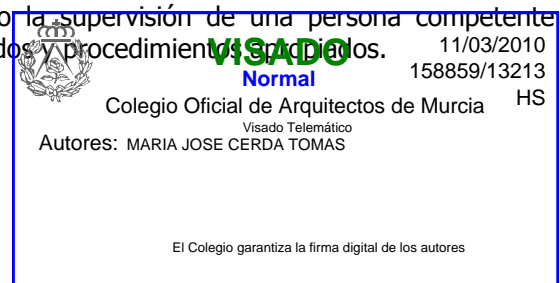 o la supervisión de una persona competente
dos y procedimientos apropiados.
VISADO
11/03/2010
Normal
158859/13213
Colegio Oficial de Arquitectos de Murcia
HS
Visado Telemático
Autores: MARIA JOSE CERDA TOMAS
El Colegio garantiza la firma digital de los autores